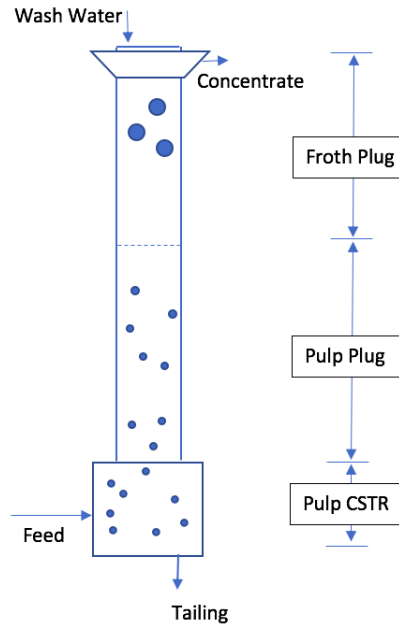 Wash Water
Concentrate
Froth Plug
Pulp Plug
Pulp CSTR
Feed
Tailing